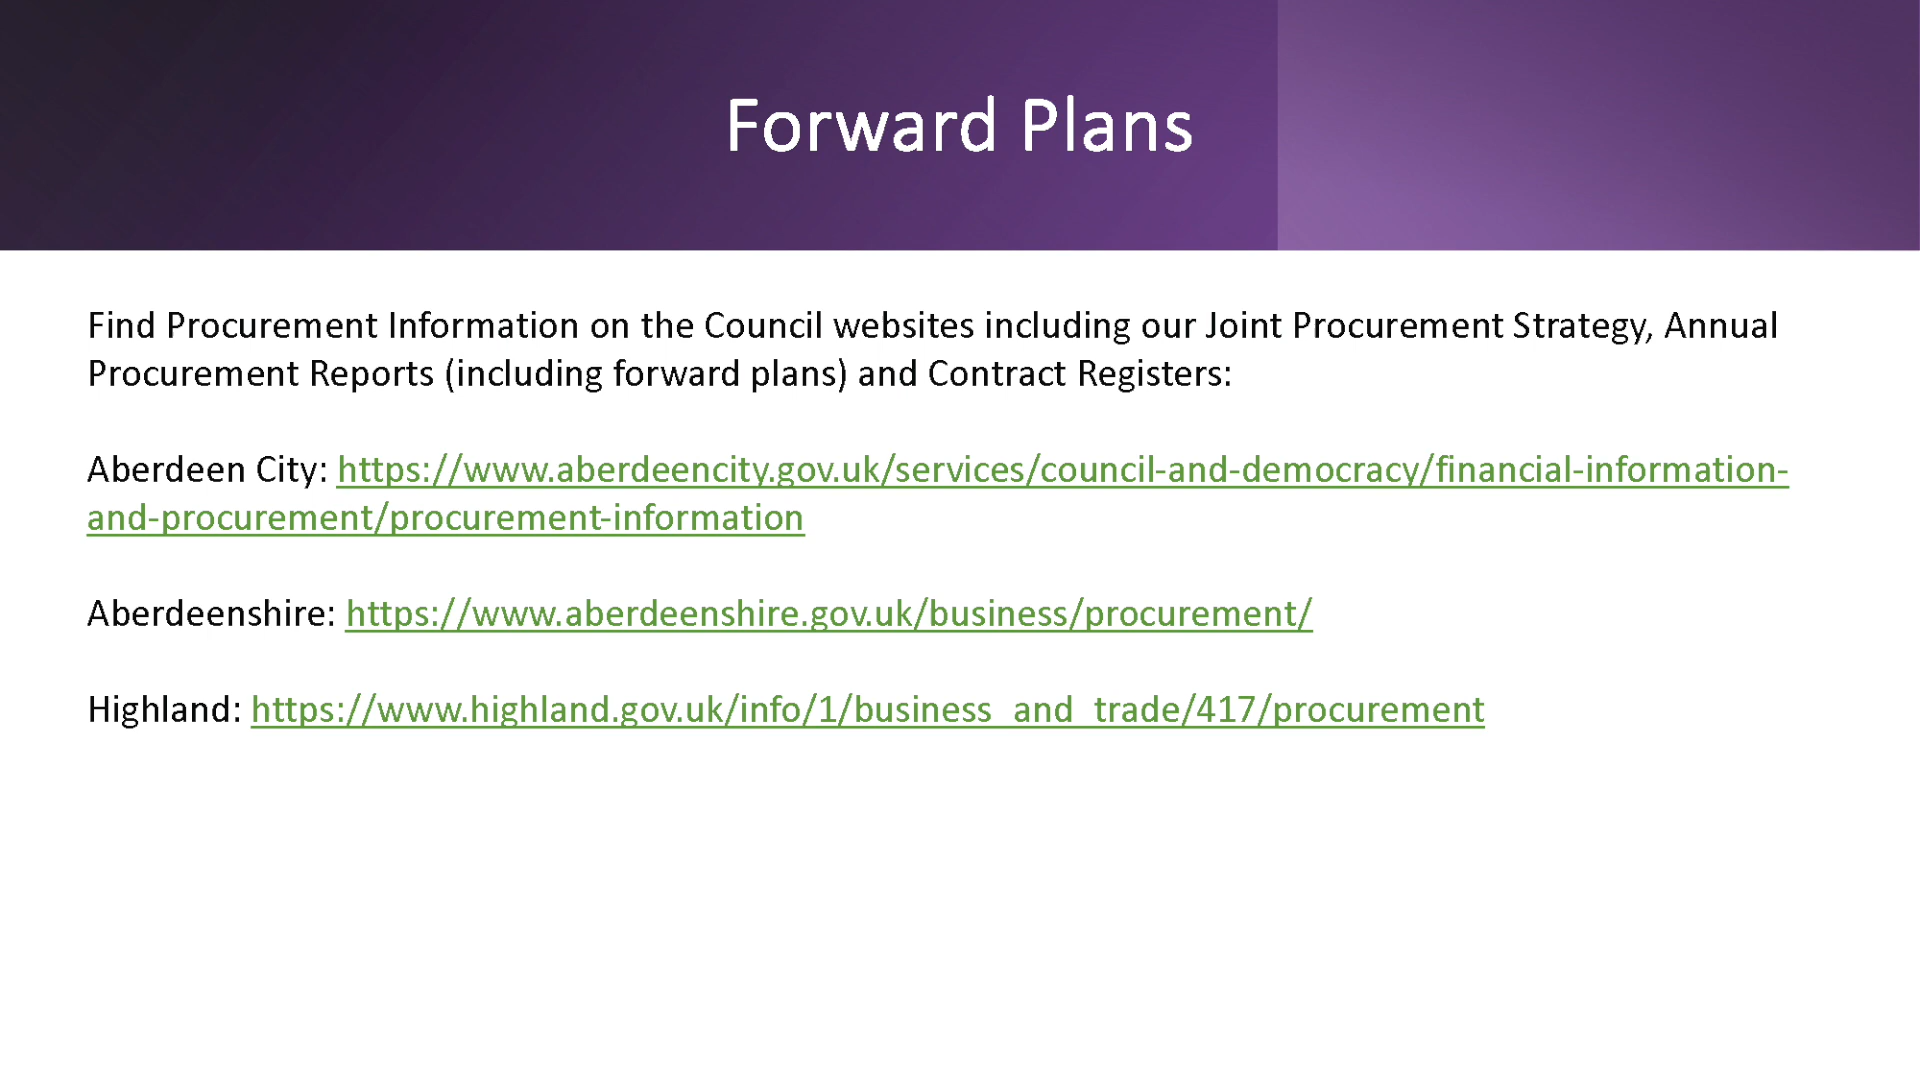 Forward Plans
Find Procurement Information on the Council websites including our Joint Procurement Strategy, Annual
Procurement Reports (including forward plans) and Contract Registers:
Aberdeen City: https://www.aberdeencity.gov.uk/services/council-and-democracy/financial-information-
and-procurement/procurement-information
Aberdeenshire: https://www.aberdeenshire.gov.uk/business/procurement/
Highland: https://www.highland.gov.uk/info/1/business_and_trade/417/procurement